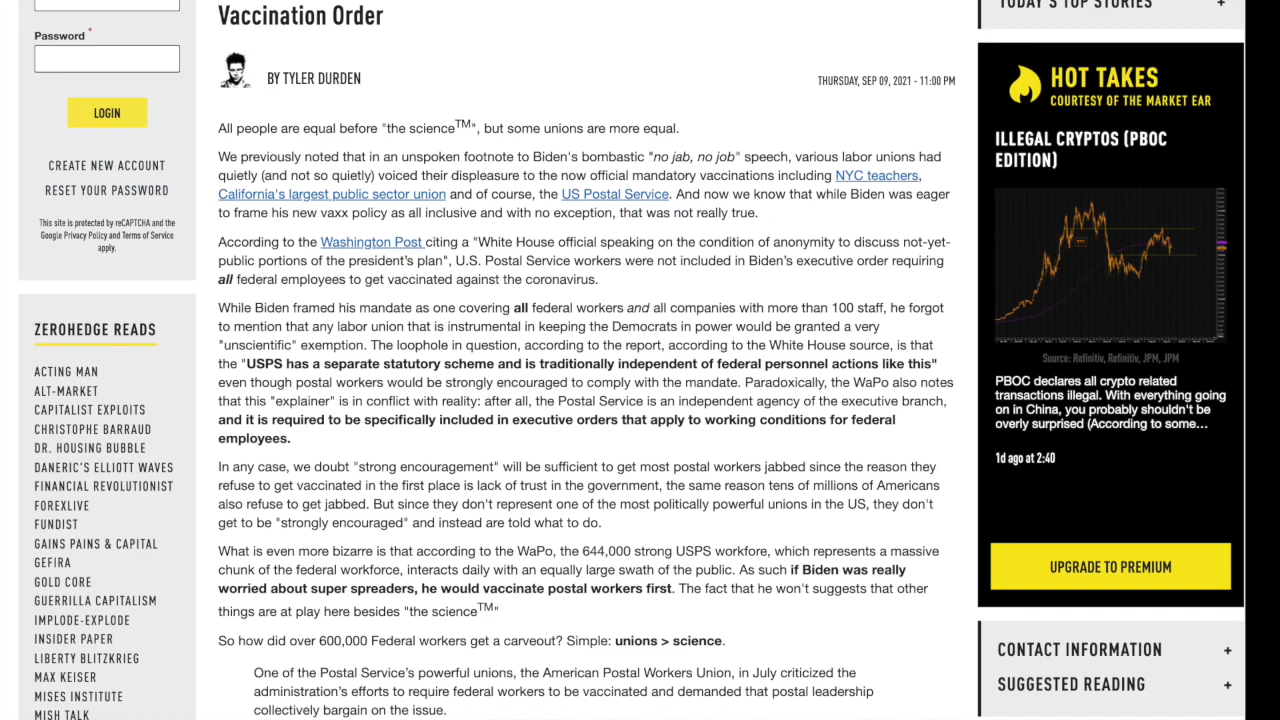 Password *
LOGIN
CREATE NEW ACCOUNT
RESET YOUR PASSWORD
This site is protected by reCAPTCHA and the
Google Privacy Policy and Terms of Service
apply.
ZEROHEDGE READS
ACTING MAN
ALT-MARKET
CAPITALIST EXPLOITS
CHRISTOPHE BARRAUD
DR. HOUSING BUBBLE
DANERIC'S ELLIOTT WAVES
FINANCIAL REVOLUTIONIST
FOREXLIVE
FUNDIST
GAINS PAINS & CAPITAL
GEFIRA
GOLD CORE
GUERRILLA CAPITALISM
IMPLODE-EXPLODE
INSIDER PAPER
LIBERTY BLITZKRIEG
MAX KEISER
MISES INSTITUTE
MISH TALK
Vaccination Order
BY TYLER DURDEN
THURSDAY, SEP 09, 2021 - 11:00 PM
All people are equal before "the scienceTM", but some unions are more equal.
We previously noted that in an unspoken footnote to Biden's bombastic "no jab, no job" speech, various labor unions had
quietly (and not so quietly) voiced their displeasure to the now official mandatory vaccinations including NYC teachers,
California's largest public sector union and of course, the US Postal Service. And now we know that while Biden was eager
to frame his new vaxx policy as all inclusive and with no exception, that was not really true.
According to the Washington Post citing a "White House official speaking on the condition of anonymity to discuss not-yet-
public portions of the president's plan", U.S. Postal Service workers were not included in Biden's executive order requiring
all federal employees to get vaccinated against the coronavirus.
While Biden framed his mandate as one covering all federal workers and all companies with more than 100 staff, he forgot
to mention that any labor union that is instrumental in keeping the Democrats in power would be granted a very
"unscientific" exemption. The loophole in question, according to the report, according to the White House source, is that
the "USPS has a separate statutory scheme and is traditionally independent of federal personnel actions like this"
even though postal workers would be strongly encouraged to comply with the mandate. Paradoxically, the WaPo also notes
that this "explainer" is in conflict with reality: after all, the Postal Service is an independent agency of the executive branch,
and it is required to be specifically included in executive orders that apply to working conditions for federal
employees.
In any case, we doubt "strong encouragement" will be sufficient to get most postal workers jabbed since the reason they
refuse to get vaccinated in the first place is lack of trust in the government, the same reason tens of millions of Americans
also refuse to get jabbed. But since they don't represent one of the most politically powerful unions in the US, they don't
get to be "strongly encouraged" and instead are told what to do.
What is even more bizarre is that according to the WaPo, the 644,000 strong USPS workfore, which represents a massive
chunk of the federal workforce, interacts daily with an equally large swath of the public. As such if Biden was really
worried about super spreaders, he would vaccinate postal workers first. The fact that he won't suggests that other
things are at play here besides "the scienceTM"
So how did over 600,000 Federal workers get a carveout? Simple: unions > science.
One of the Postal Service's powerful unions, the American Postal Workers Union, in July criticized the
administration's efforts to require federal workers to be vaccinated and demanded that postal leadership
collectively bargain on the issue.
TODAY'S TOP STORIES +
HOT TAKES
COURTESY OF THE MARKET EAR
ILLEGAL CRYPTOS (PBOC
EDITION)
Source: Refinitiv, Refinitiv, JPM, JPM
PBOC declares all crypto related
transactions illegal. With everything going
on in China, you probably shouldn't be
overly surprised (According to some...
1d ago at 2:40
UPGRADE TO PREMIUM
CONTACT INFORMATION +
SUGGESTED READING +